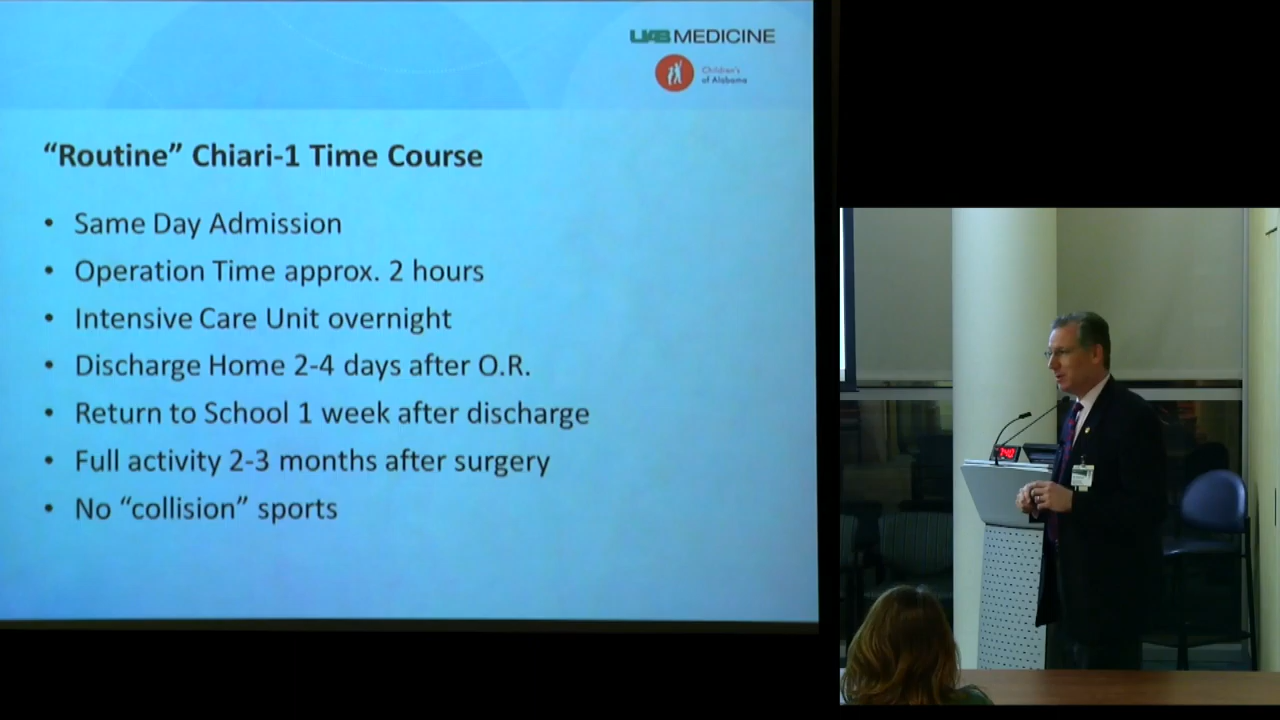 UAB MEDICINE
Children's
of Alabama
“Routine” Chiari-1 Time Course
• Same Day Admission
• Operation Time approx. 2 hours
• Intensive Care Unit overnight
• Discharge Home 2-4 days after O.R.
• Return to School 1 week after discharge
• Full activity 2-3 months after surgery
• No “collision” sports